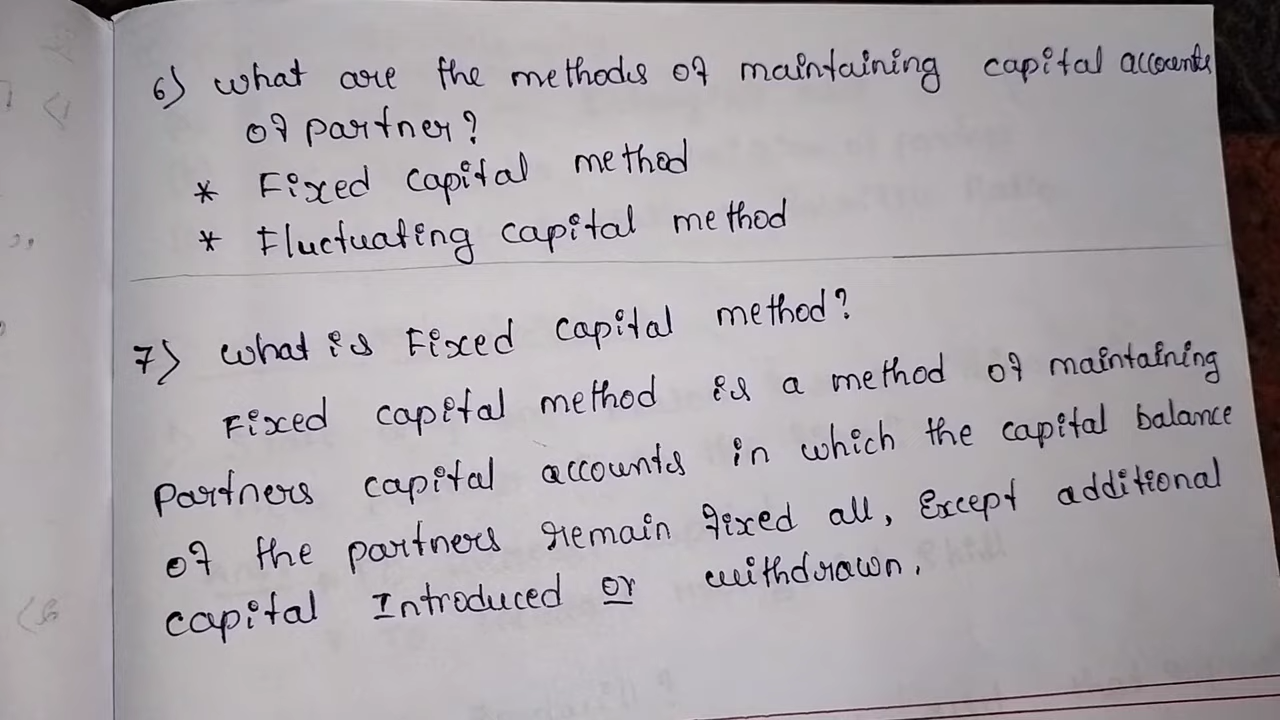 6) What are the methods of maintaining capital accounts
of partner?
* Fixed capital method
* Fluctuating capital method
7) What is Fixed capital method?
Fixed capital method is a method of maintaining
partners capital accounts in which the capital balance
of the partners remain fixed all, Except additional
capital Introduced or withdrawn.